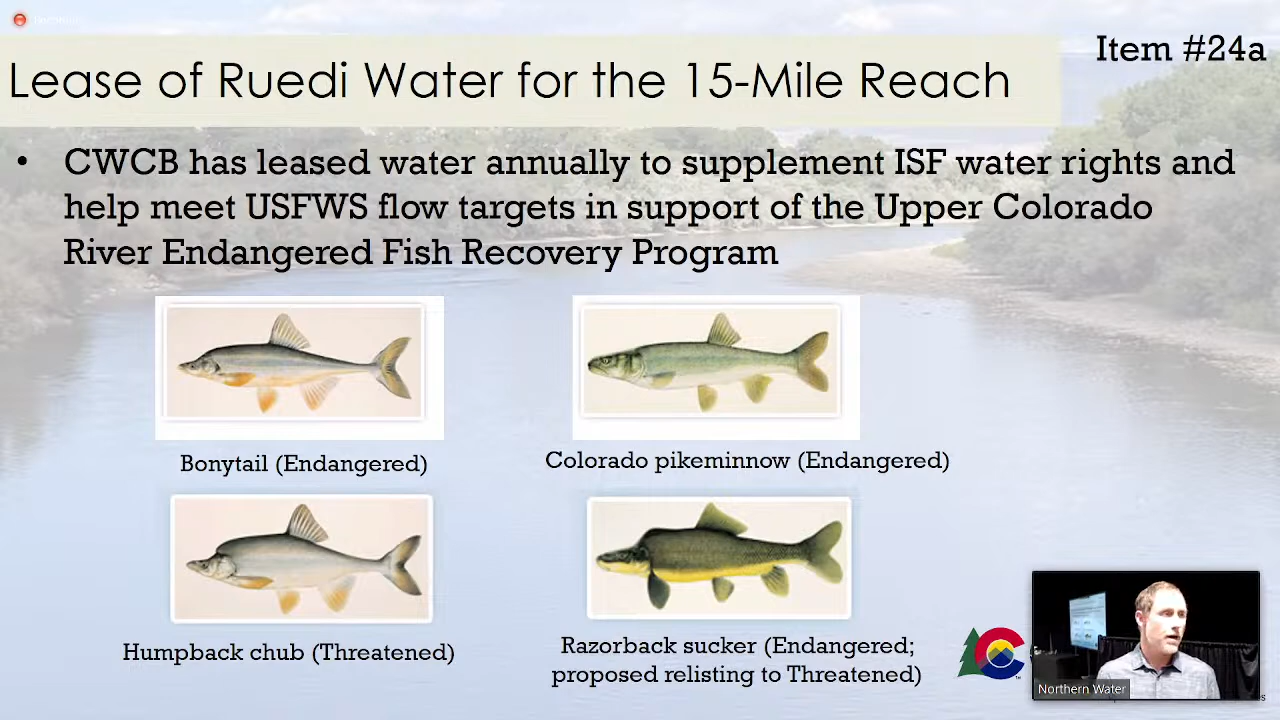 Item #24a
Lease of Ruedi Water for the 15-Mile Reach
• CWCB has leased water annually to supplement ISF water rights and
help meet USFWS flow targets in support of the Upper Colorado
River Endangered Fish Recovery Program
Bonytail (Endangered)
Colorado pikeminnow (Endangered)
Humpback chub (Threatened)
Razorback sucker (Endangered;
proposed relisting to Threatened)
Northern Water